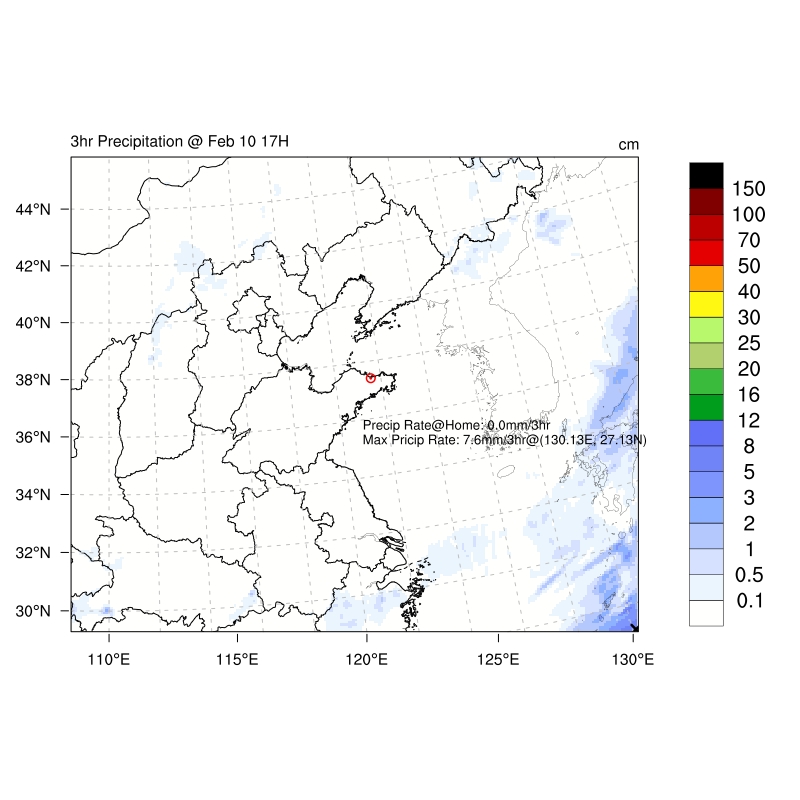 3hr Precipitation @ Feb 10 17H
cm
44°N
42°N
40°N
38°N
36°N
34°N
32°N
30°N
110°E
115°E
120°E
125°E
130°E
Precip Rate@Home: 0.0mm/3hr
Max Pricip Rate: 7.6mm/3hr@(130.13E, 27.13N)
150
100
70
50
40
30
25
20
16
12
8
5
3
2
1
0.5
0.1